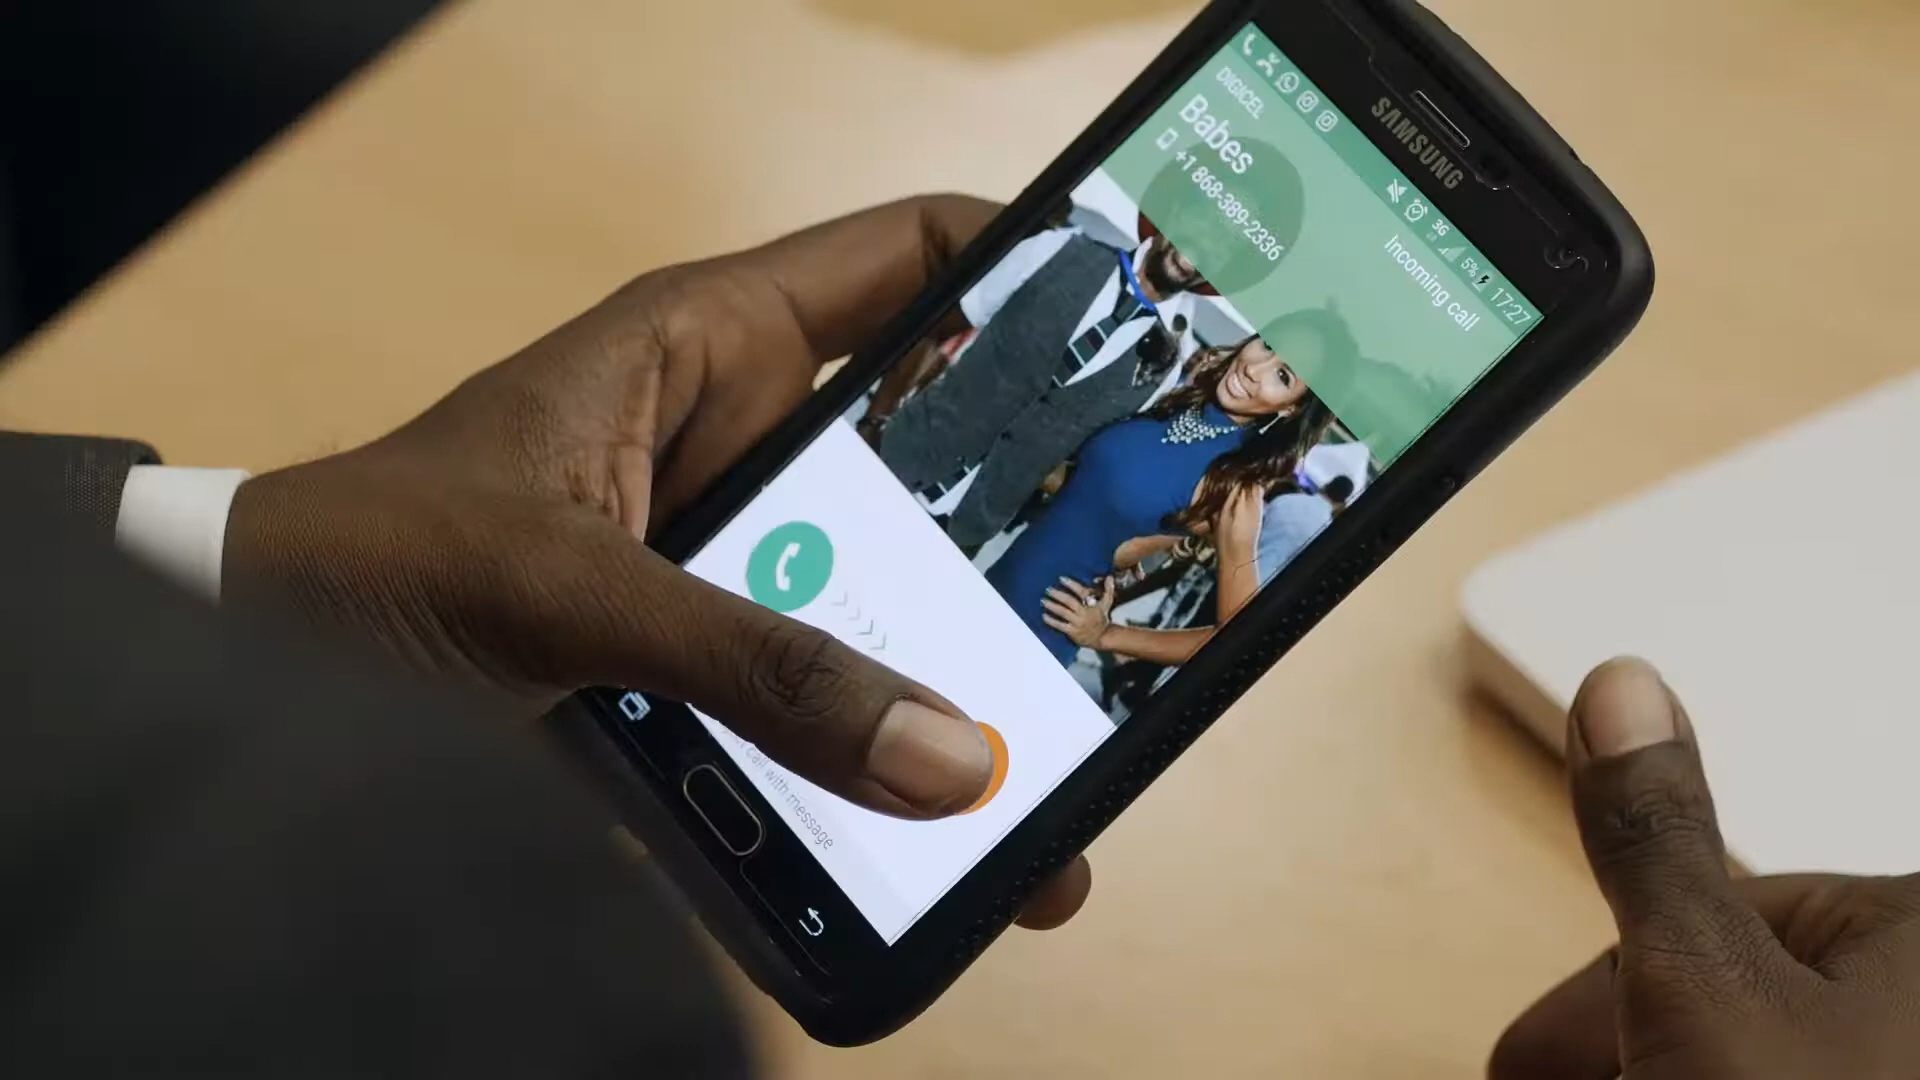 SAMSUNG
3G 5% 17:27
DIGICEL
Incoming call
Babes
+1 868-389-2336
call with message